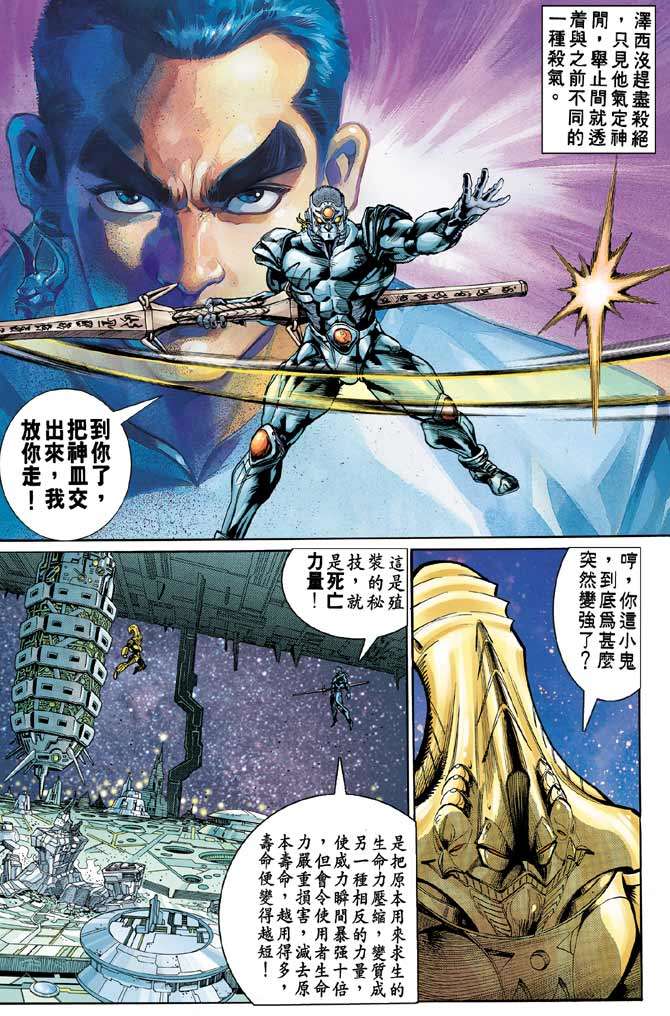 澤西沒趕盡殺絕
，只見他氣定神
閒，舉止間就透
着與之前不同的
一種殺氣。
到你了，
把神皿交
出來，我
放你走！
哼，你這小鬼
，到底爲甚麼
突然變強了？
這是殖
裝的秘
技，就
是死亡
力量！
是把原本用來求生的
生命力壓縮，變質成
另一種相反的力量，
使威力瞬間暴强十倍
，但會令使用者生命
力嚴重損害，減去原
本壽命，越用得多，
壽命便變得越短！